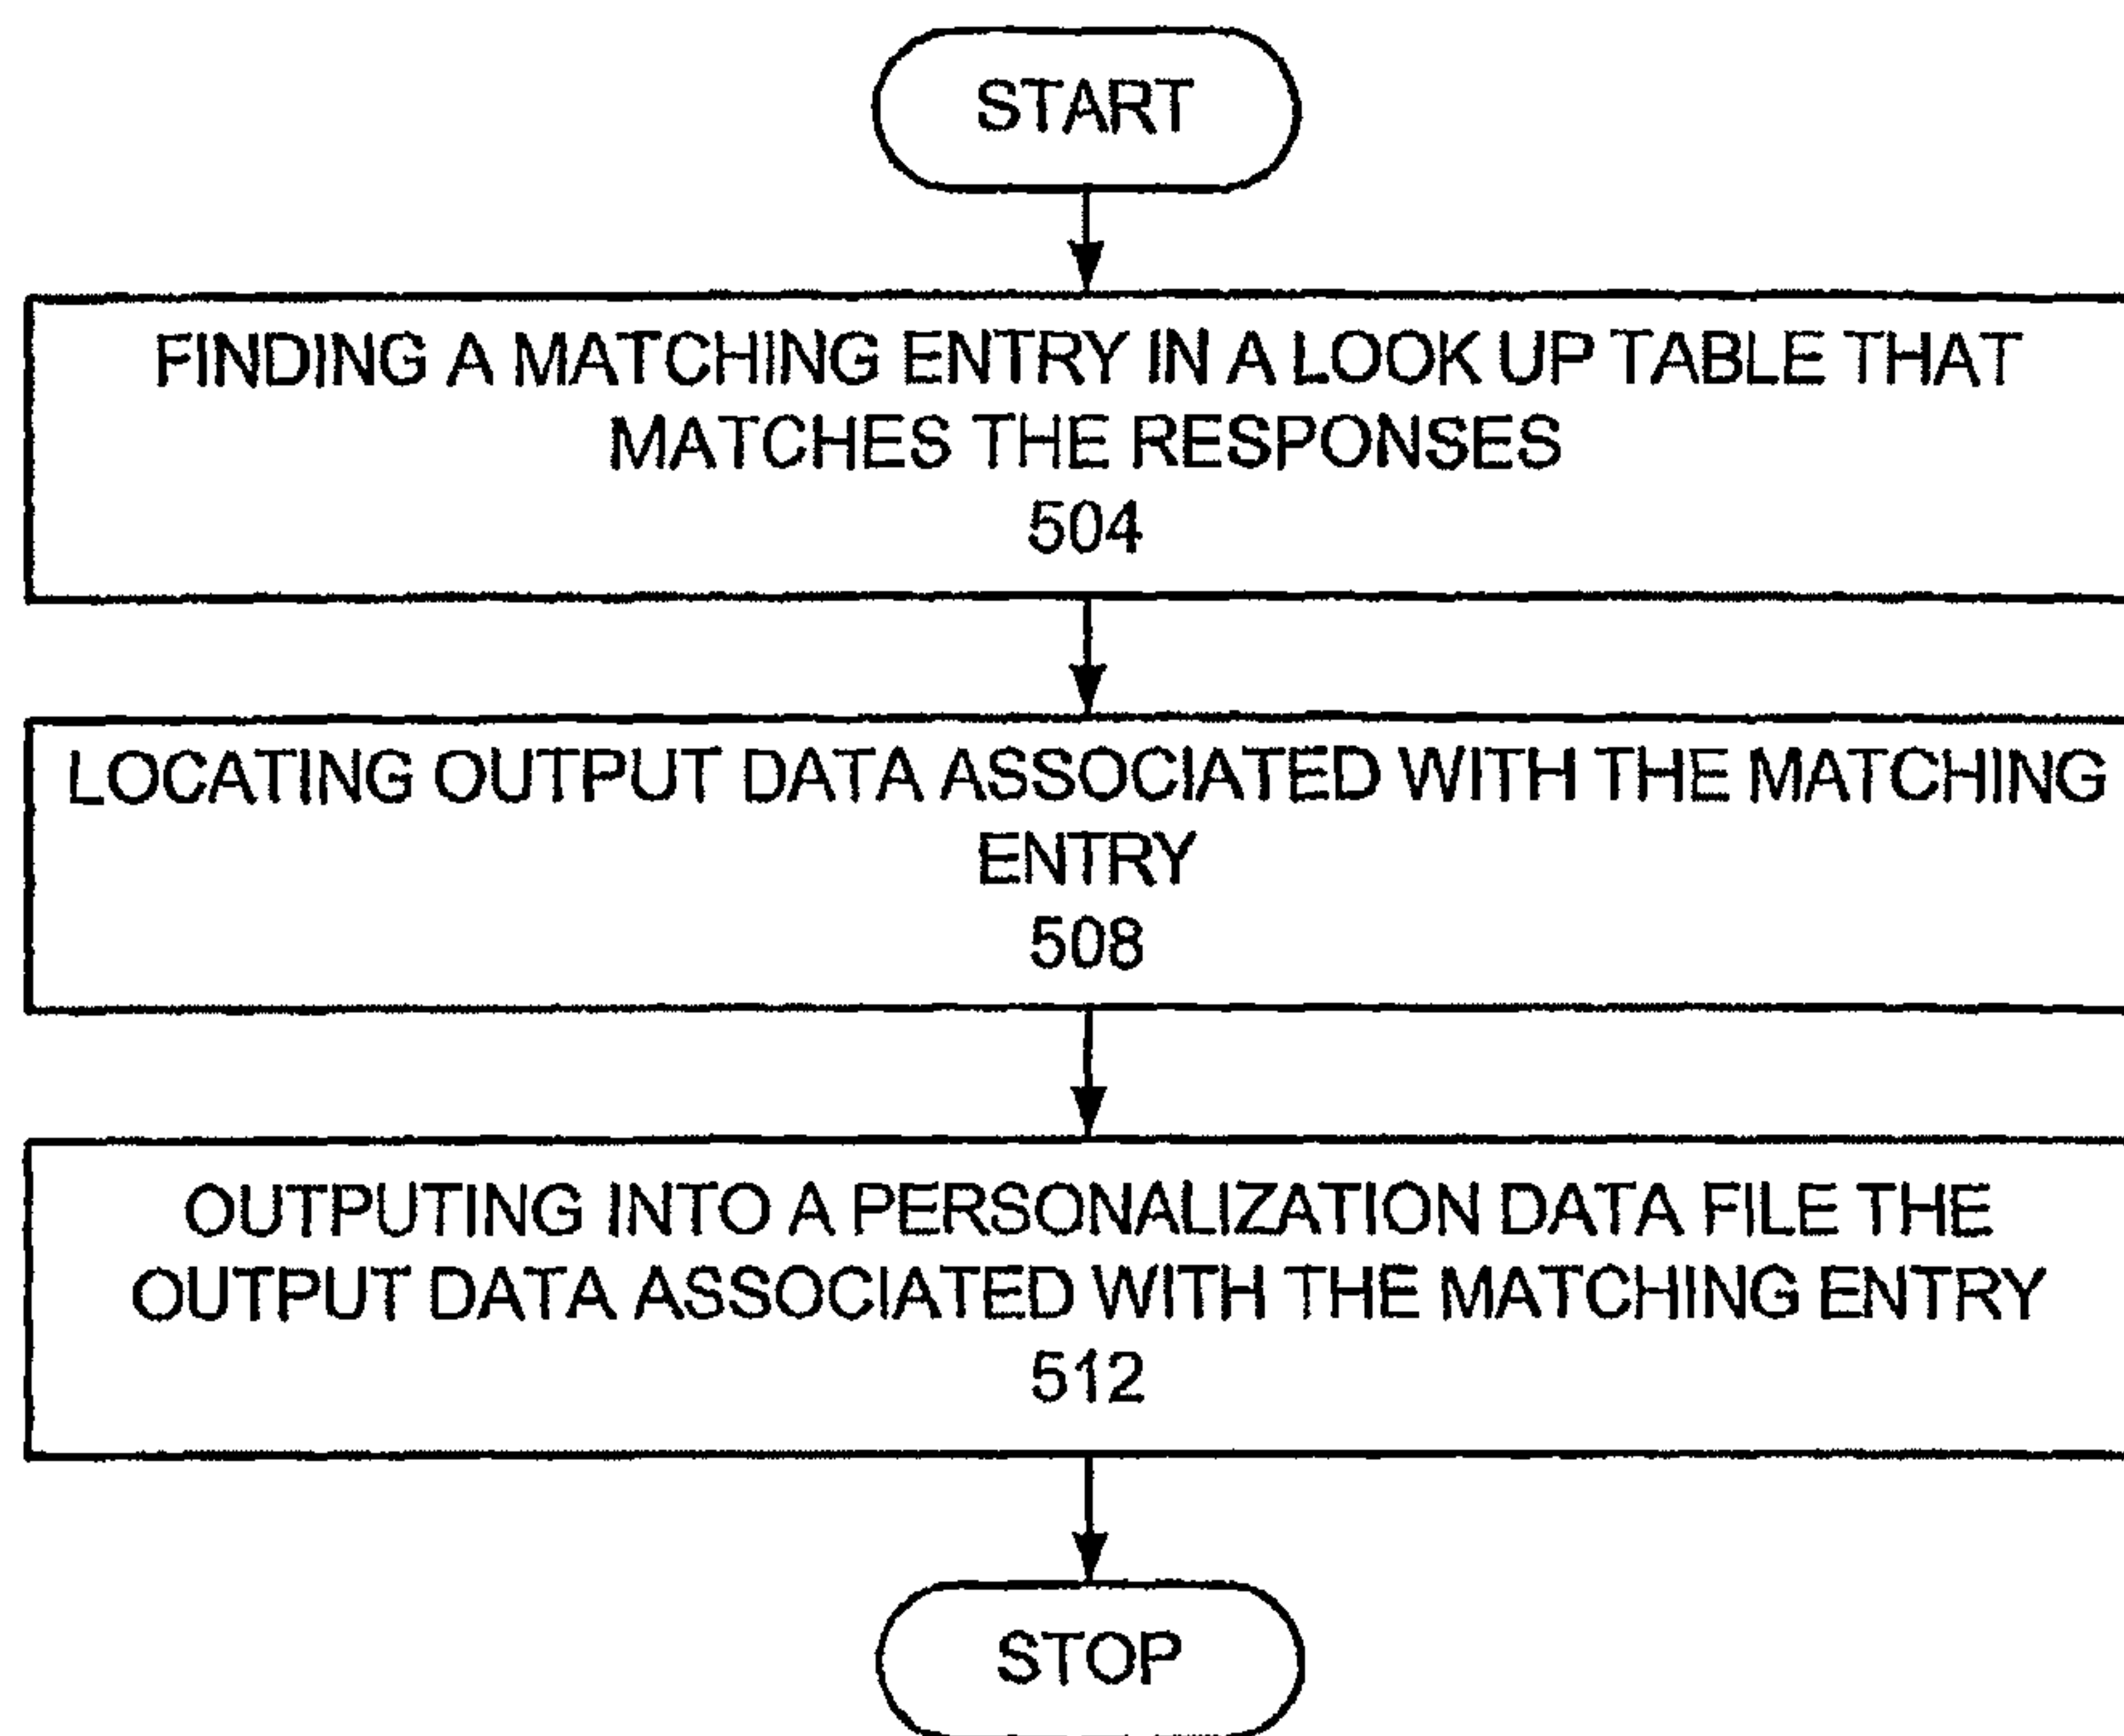 START
FINDING A MATCHING ENTRY IN A LOOK UP TABLE THAT
MATCHES THE RESPONSES
504
LOCATING OUTPUT DATA ASSOCIATED WITH THE MATCHING
ENTRY
508
OUTPUTING INTO A PERSONALIZATION DATA FILE THE
OUTPUT DATA ASSOCIATED WITH THE MATCHING ENTRY
512
STOP